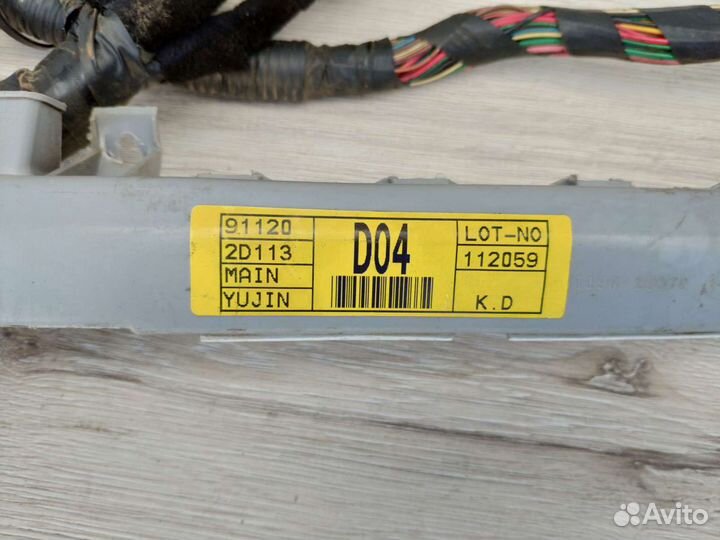 91120
2D113
MAIN
YUJIN
D04
LOT-NO
112059
K.D
Avito